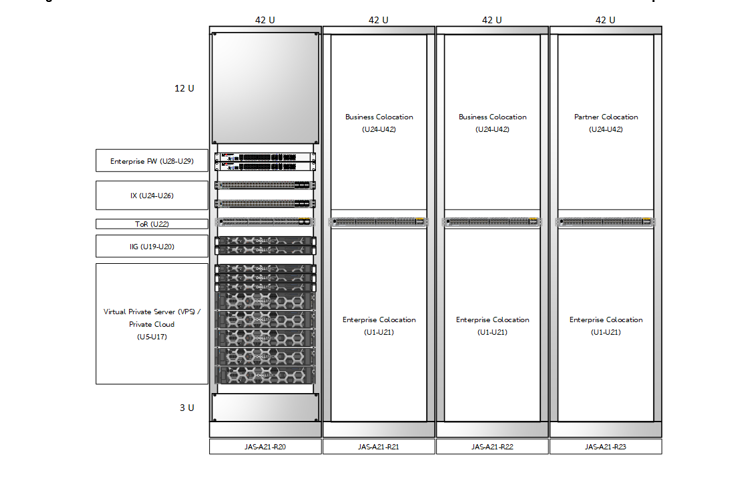 42 U
42 U
42 U
42 U
12 U
Business Colocation
(U24-U42)
Business Colocation
(U24-U42)
Partner Colocation
(U24-U42)
Enterprise FW (U28-U29)
IX (U24-U26)
ToR (U22)
IIG (U19-U20)
Virtual Private Server (VPS) /
Private Cloud
(U5-U17)
Enterprise Colocation
(U1-U21)
Enterprise Colocation
(U1-U21)
Enterprise Colocation
(U1-U21)
3 U
JAS-A21-R20
JAS-A21-R21
JAS-A21-R22
JAS-A21-R23